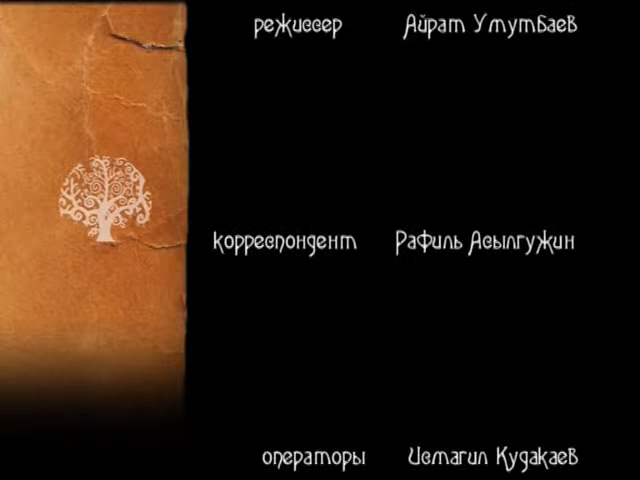 режиссер Айрат Умутбаев
корреспондент Рафиль Асылгужин
операторы Исмагил Кудакаев